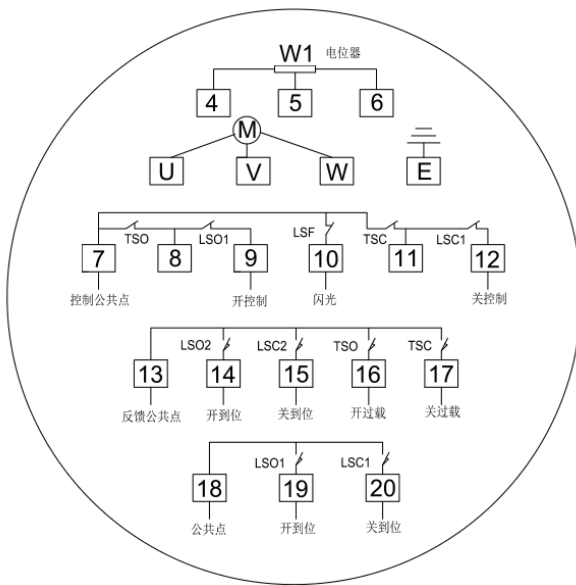 W1 电位器
4 5 6
M
U V W E
TSO LSO1 LSF TSC LSC1
7 8 9 10 11 12
控制公共点 开控制 闪光 关控制
LSO2 LSC2 TSO TSC
13 14 15 16 17
反馈公共点 开到位 关到位 开过载 关过载
LSO1 LSC1
18 19 20
公共点 开到位 关到位